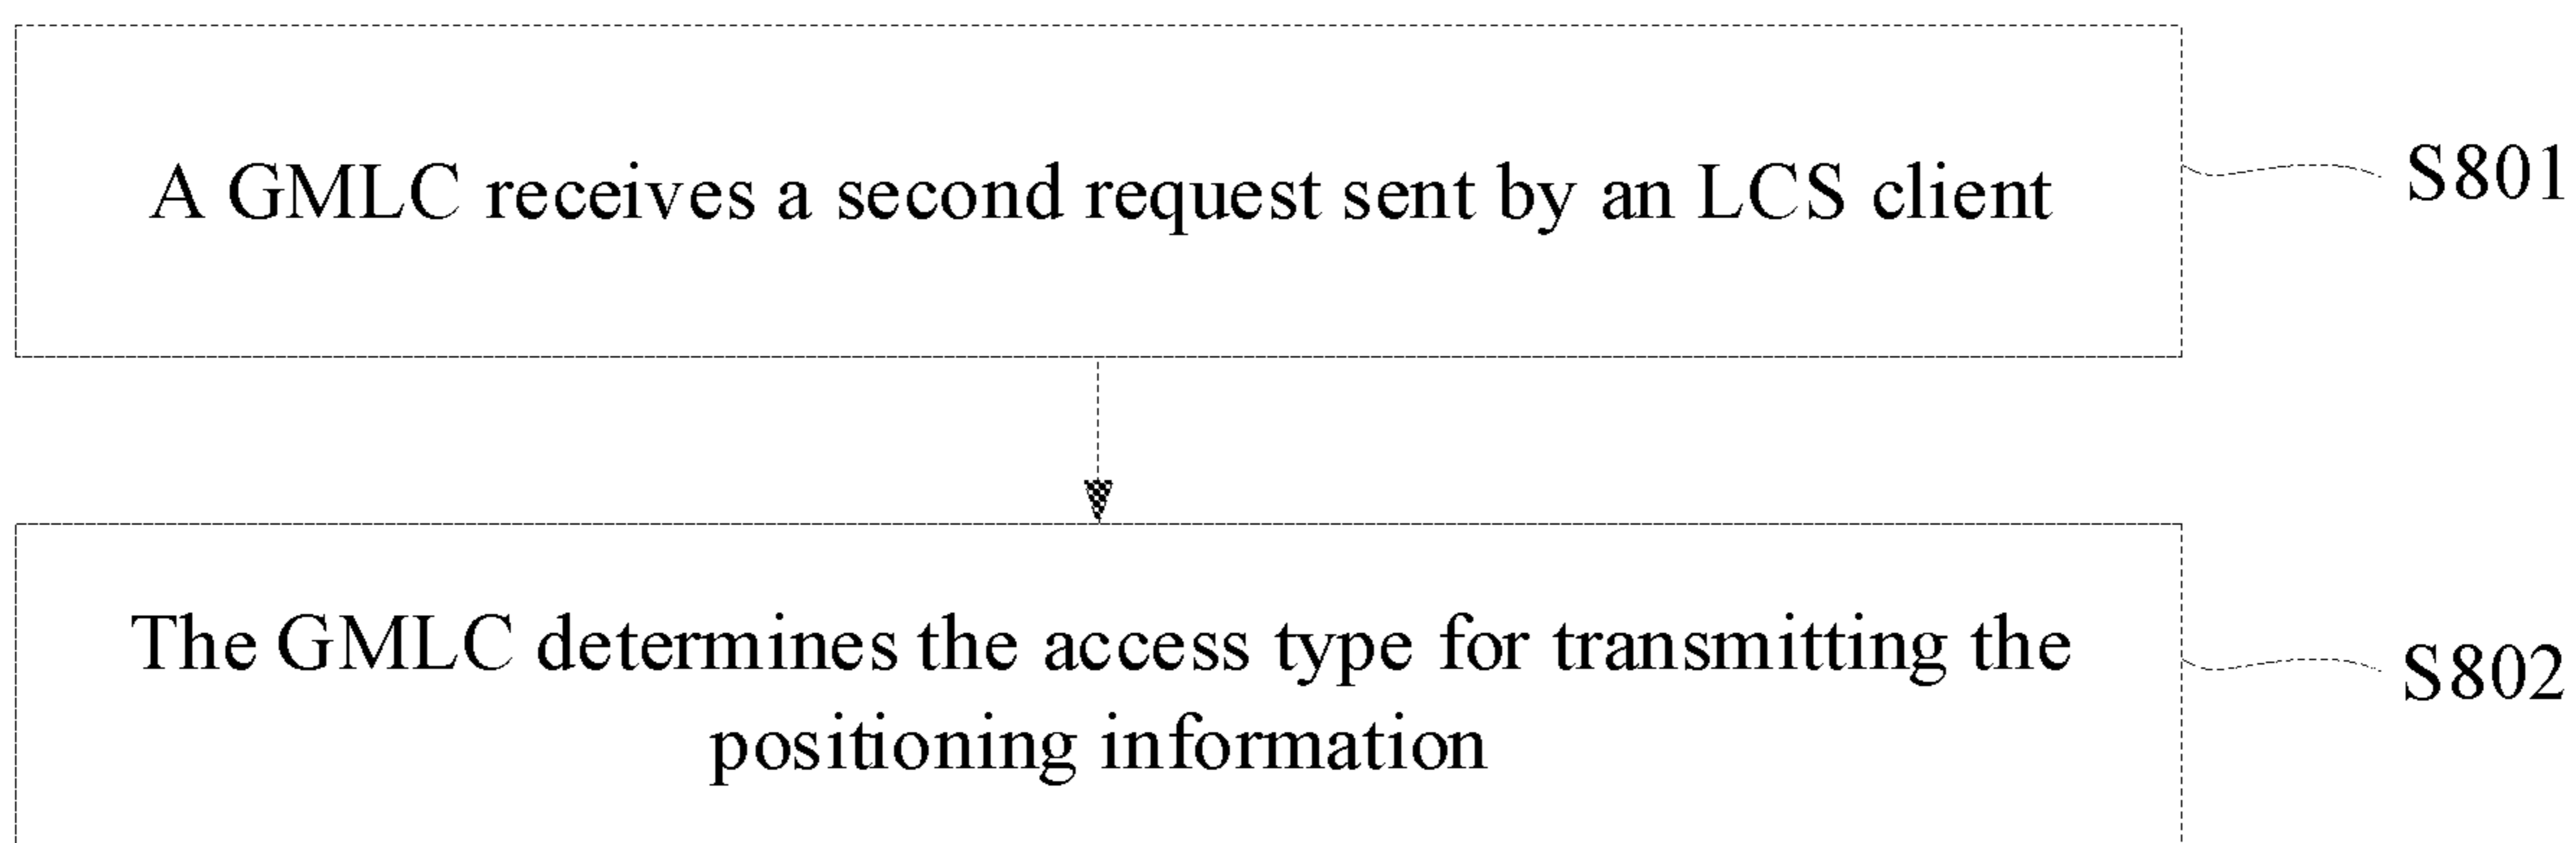 A GMLC receives a second request sent by an LCS client
S801
The GMLC determines the access type for transmitting the
positioning information
S802